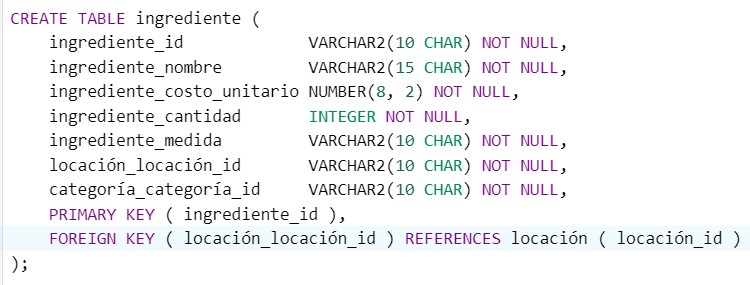 CREATE TABLE ingrediente (
    ingrediente_id            VARCHAR2(10 CHAR) NOT NULL,
    ingrediente_nombre        VARCHAR2(15 CHAR) NOT NULL,
    ingrediente_costo_unitario NUMBER(8, 2) NOT NULL,
    ingrediente_cantidad      INTEGER NOT NULL,
    ingrediente_medida        VARCHAR2(10 CHAR) NOT NULL,
    locación_locación_id      VARCHAR2(10 CHAR) NOT NULL,
    categoría_categoría_id    VARCHAR2(10 CHAR) NOT NULL,
    PRIMARY KEY ( ingrediente_id ),
    FOREIGN KEY ( locación_locación_id ) REFERENCES locación ( locación_id )
);